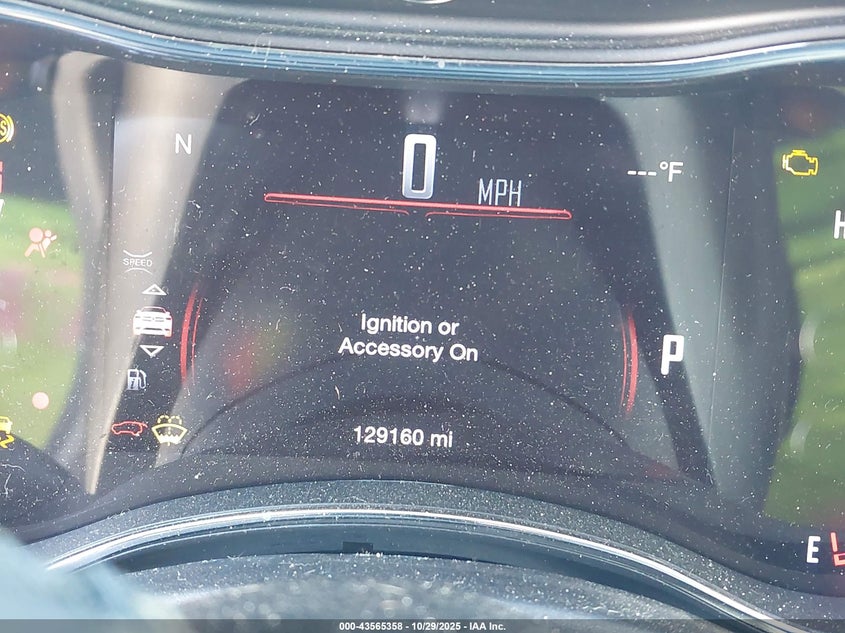 N
0 MPH
---°F
H
SPEED
Ignition or
Accessory On
P
129160 mi
E
000-43565358 - 10/29/2025 - IAA Inc.